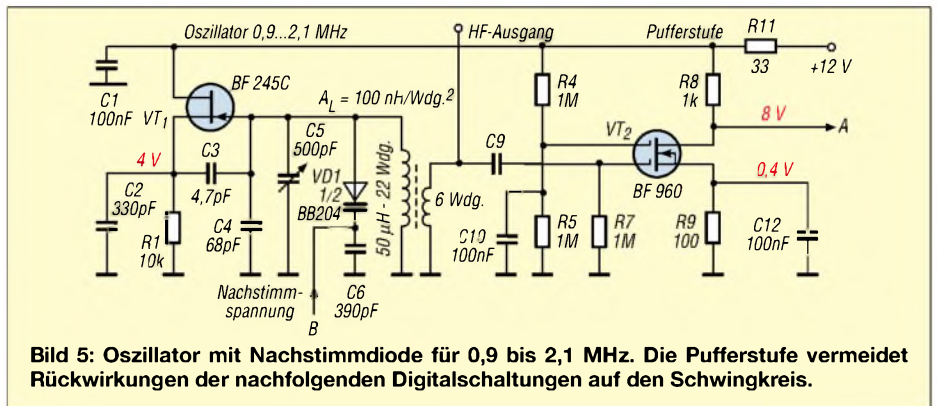 Oszillator 0,9...2,1 MHz
HF-Ausgang
Pufferstufe
R11
33
+12 V
C1
100nF
BF 245C
VT1
A_L = 100 nH/Wdg.²
R4
1M
R8
1k
8 V
A
4 V
C3
4,7pF
C5
500pF
VD1
1/2
BB204
50 µH - 22 Wdg.
6 Wdg.
C9
VT2
BF 960
0,4 V
C2
330pF
R1
10k
C4
68pF
C10
100nF
R5
1M
R7
1M
R9
100
C12
100nF
Nachstimm-
spannung
B
C6
390pF
Bild 5: Oszillator mit Nachstimmdiode für 0,9 bis 2,1 MHz. Die Pufferstufe vermeidet
Rückwirkungen der nachfolgenden Digitalschaltungen auf den Schwingkreis.